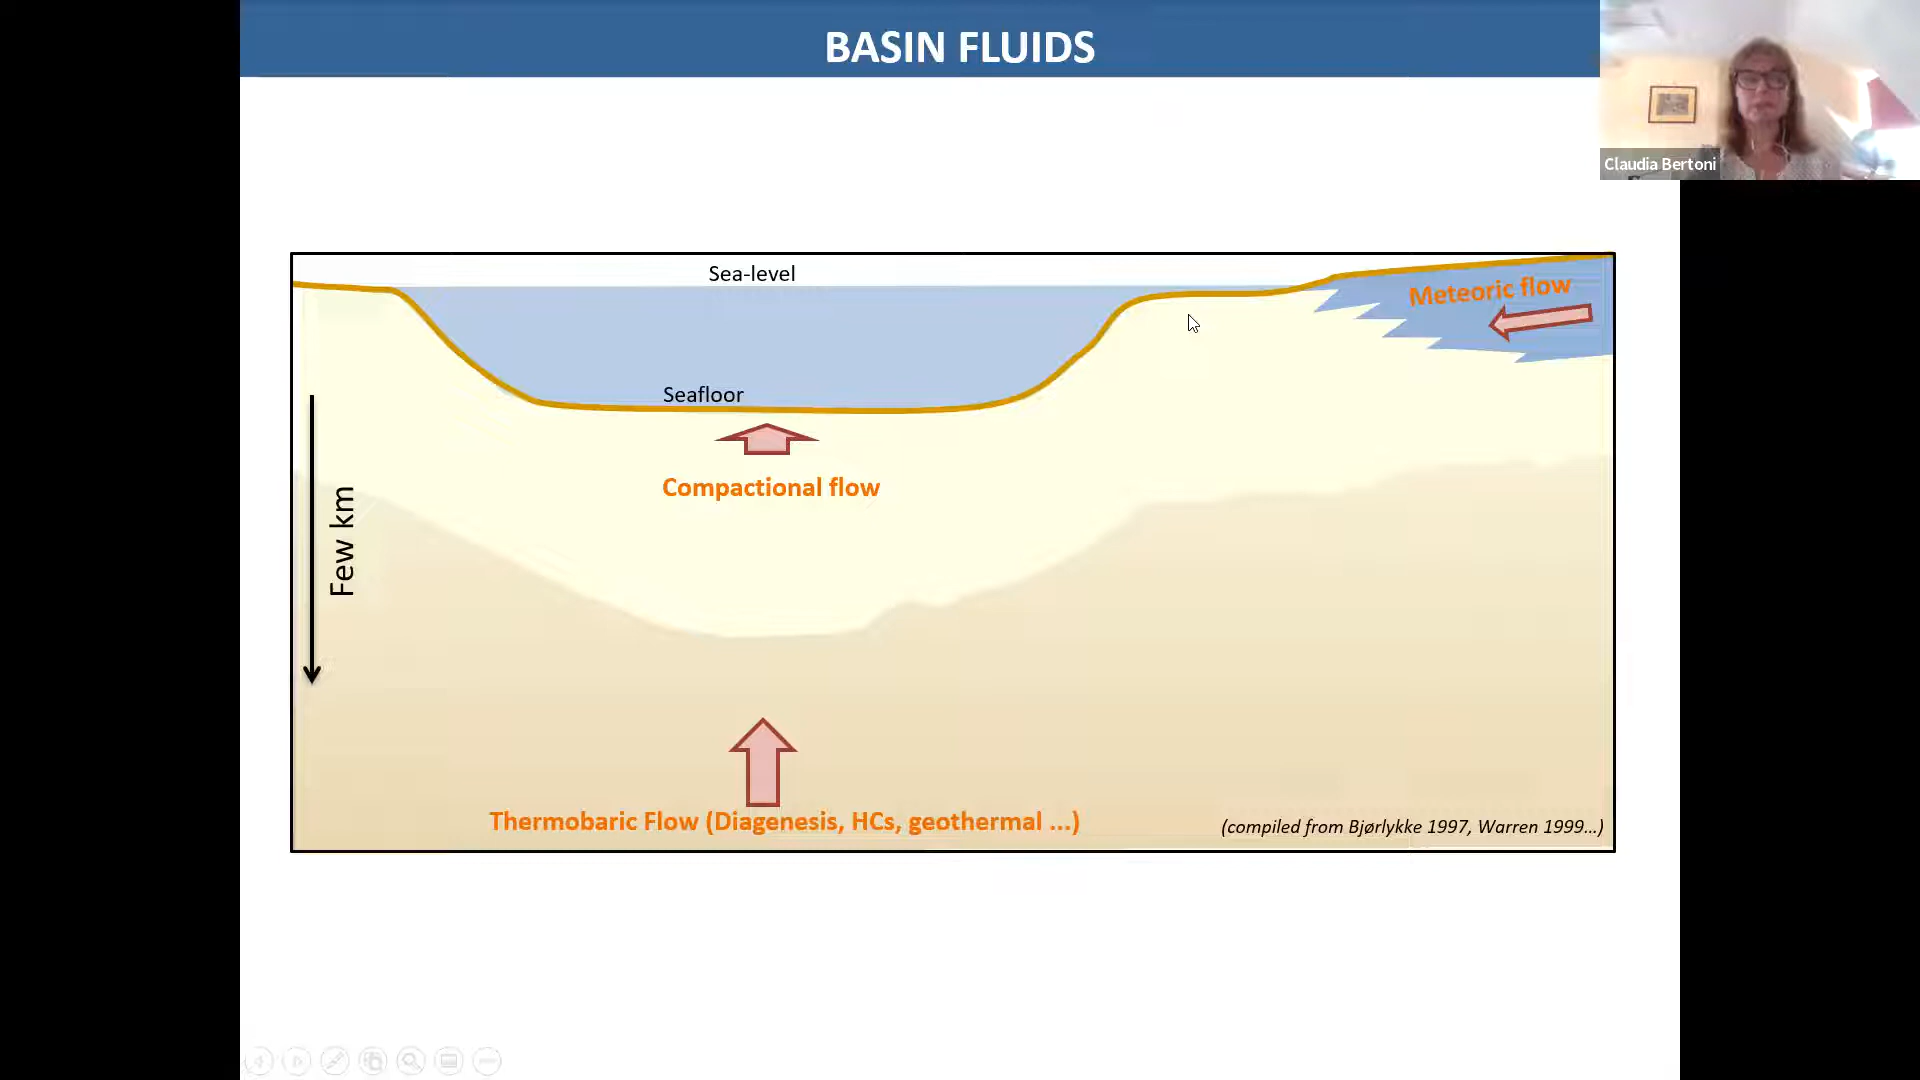 BASIN FLUIDS
Claudia Bertoni
Sea-level
Meteoric flow
Seafloor
Compactional flow
Few km
Thermobaric Flow (Diagenesis, HCs, geothermal ...)
(compiled from Bjørlykke 1997, Warren 1999...)